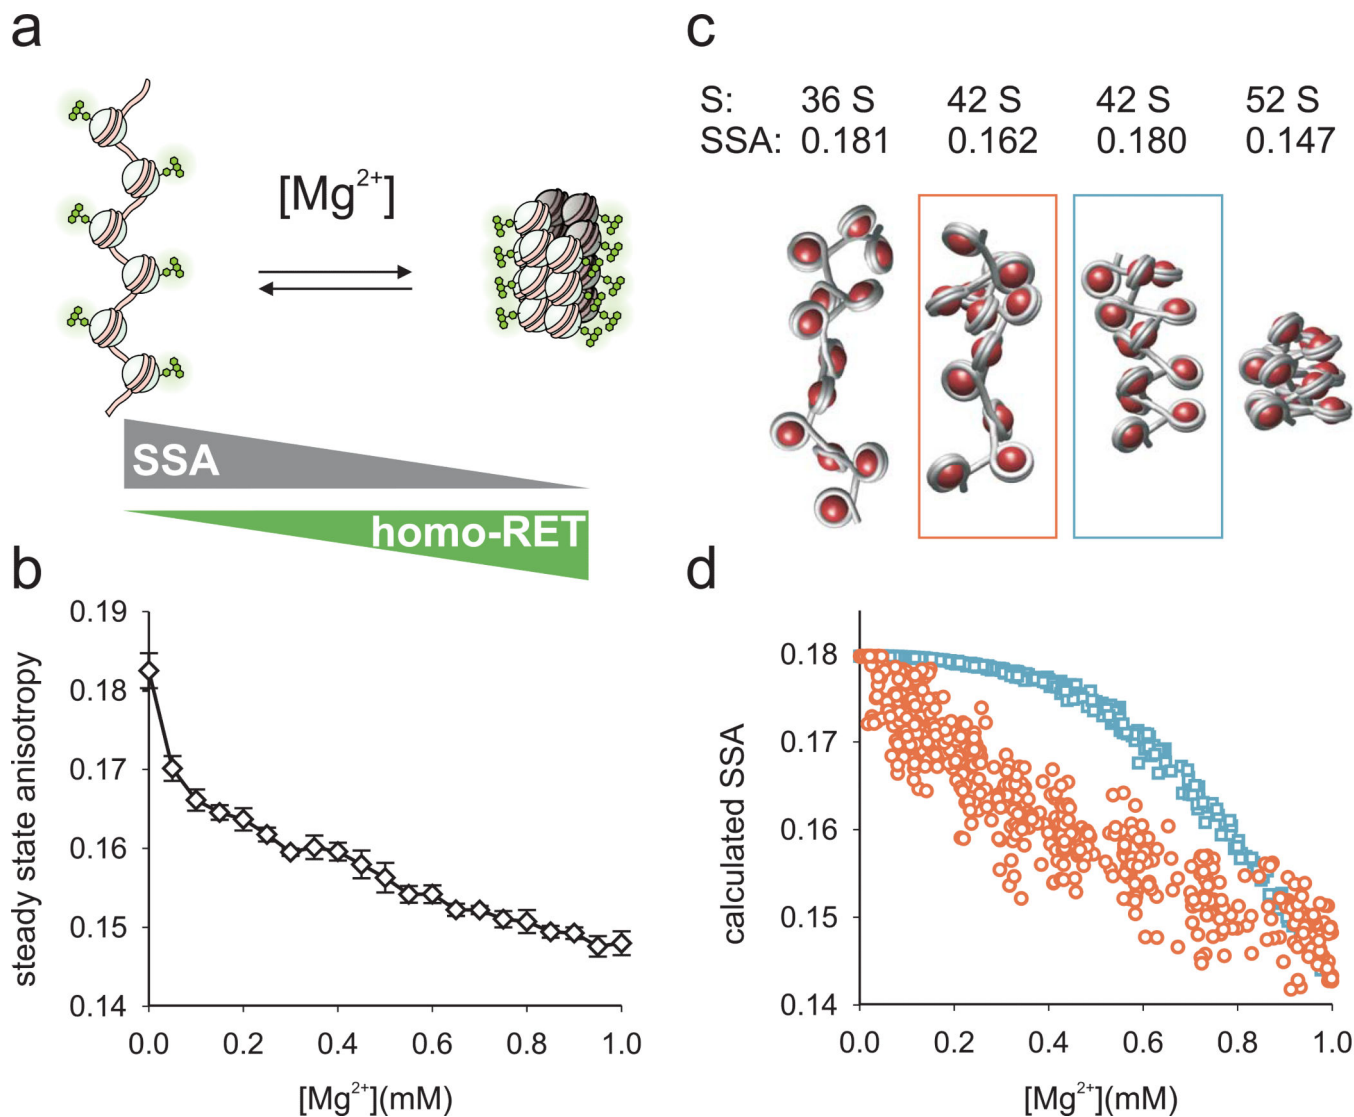 a
[Mg²⁺]
SSA
homo-RET
b
0.19
0.18
0.17
0.16
0.15
0.14
steady state anisotropy
0.0 0.2 0.4 0.6 0.8 1.0
[Mg²⁺](mM)
c
S: 36 S 42 S 42 S 52 S
SSA: 0.181 0.162 0.180 0.147
d
0.18
0.17
0.16
0.15
0.14
calculated SSA
0.0 0.2 0.4 0.6 0.8 1.0
[Mg²⁺](mM)